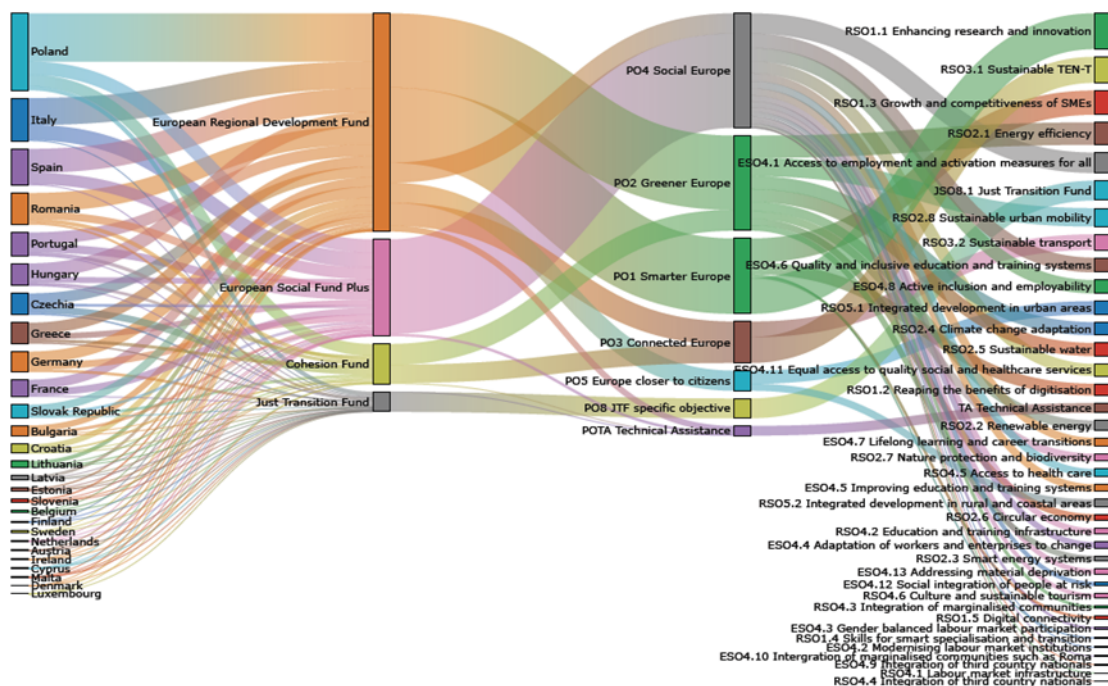 Poland
Italy
Spain
Romania
Portugal
Hungary
Czechia
Greece
Germany
France
Slovak Republic
Bulgaria
Croatia
Lithuania
Latvia
Estonia
Slovenia
Belgium
Finland
Sweden
Netherlands
Austria
Ireland
Cyprus
Malta
Denmark
Luxembourg
European Regional Development Fund
European Social Fund Plus
Cohesion Fund
Just Transition Fund
PO4 Social Europe
PO2 Greener Europe
PO1 Smarter Europe
PO3 Connected Europe
PO5 Europe closer to citizens
PO8 JTF specific objective
POTA Technical Assistance
RSO1.1 Enhancing research and innovation
RSO3.1 Sustainable TEN-T
RSO1.3 Growth and competitiveness of SMEs
RSO2.1 Energy efficiency
ESO4.1 Access to employment and activation measures for all
JSO8.1 Just Transition Fund
RSO2.8 Sustainable urban mobility
RSO3.2 Sustainable transport
ESO4.6 Quality and inclusive education and training systems
ESO4.8 Active inclusion and employability
RSO5.1 Integrated development in urban areas
RSO2.4 Climate change adaptation
RSO2.5 Sustainable water
ESO4.11 Equal access to quality social and healthcare services
RSO1.2 Reaping the benefits of digitisation
TA Technical Assistance
RSO2.2 Renewable energy
ESO4.7 Lifelong learning and career transitions
RSO2.7 Nature protection and biodiversity
RSO4.5 Access to health care
ESO4.5 Improving education and training systems
RSO5.2 Integrated development in rural and coastal areas
RSO2.6 Circular economy
RSO4.2 Education and training infrastructure
ESO4.4 Adaptation of workers and enterprises to change
RSO2.3 Smart energy systems
ESO4.13 Addressing material deprivation
ESO4.12 Social integration of people at risk
RSO4.6 Culture and sustainable tourism
RSO4.3 Integration of marginalised communities
RSO1.5 Digital connectivity
ESO4.3 Gender balanced labour market participation
RSO1.4 Skills for smart specialisation and transition
ESO4.2 Modernising labour market institutions
ESO4.10 Intergration of marginalised communities such as Roma
ESO4.9 Integration of third country nationals
RSO4.1 Labour market infrastructure
RSO4.4 Integration of third country nationals